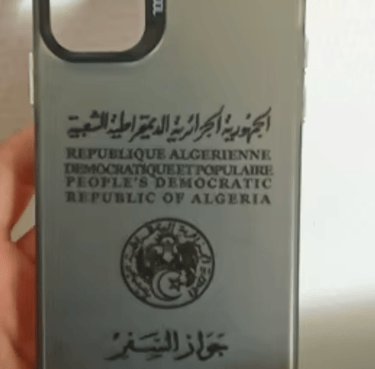 الجمهورية الجزائرية الديمقراطية الشعبية
REPUBLIQUE ALGERIENNE
DEMOCRATIQUE ET POPULAIRE
PEOPLE'S DEMOCRATIC
REPUBLIC OF ALGERIA
جواز السفر